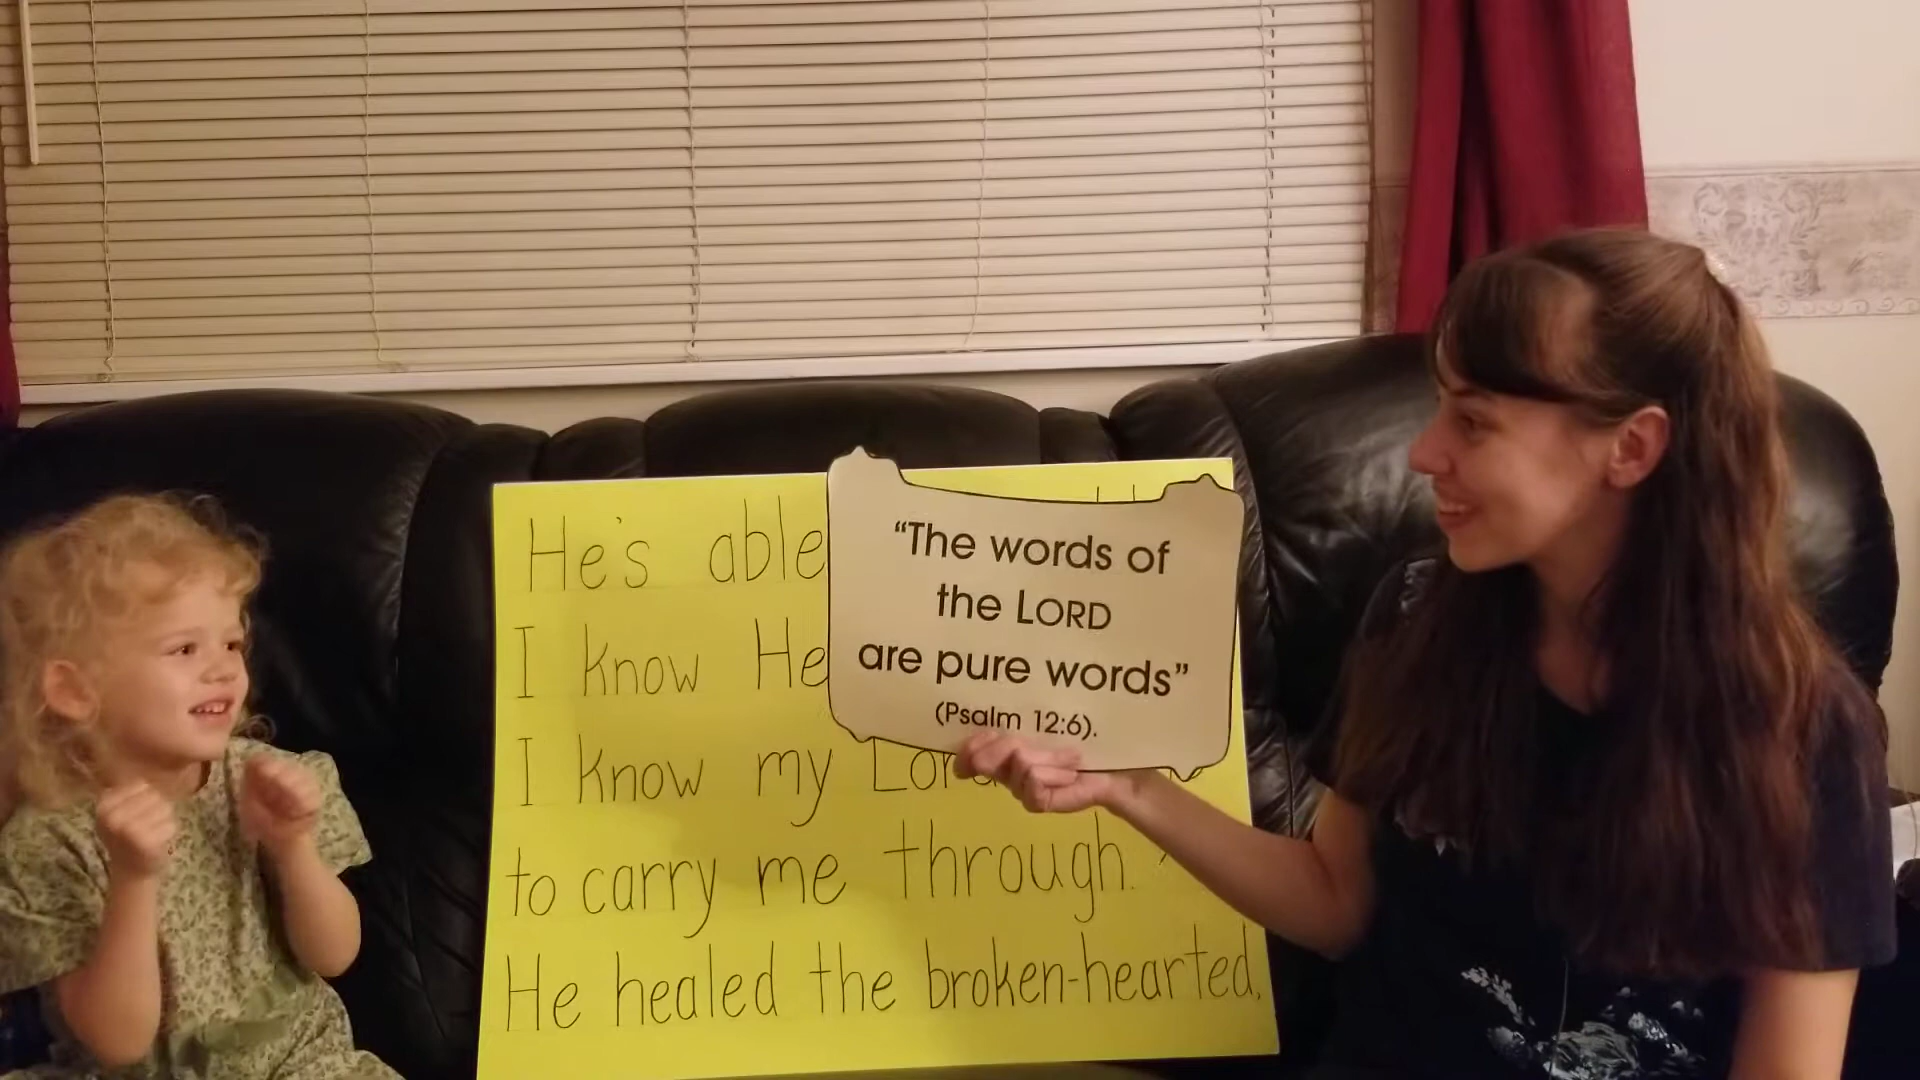 He's able
I know He
I know my Lord
to carry me through.
He healed the broken-hearted,
“The words of
the LORD
are pure words”
(Psalm 12:6).